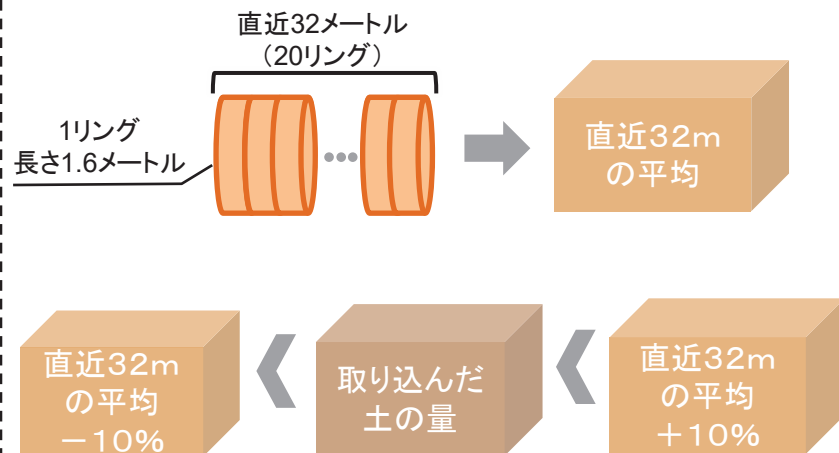 直近32メートル
（20リング）
1リング
長さ1.6メートル
直近32m
の平均
直近32m
の平均
－10%
取り込んだ
土の量
直近32m
の平均
＋10%